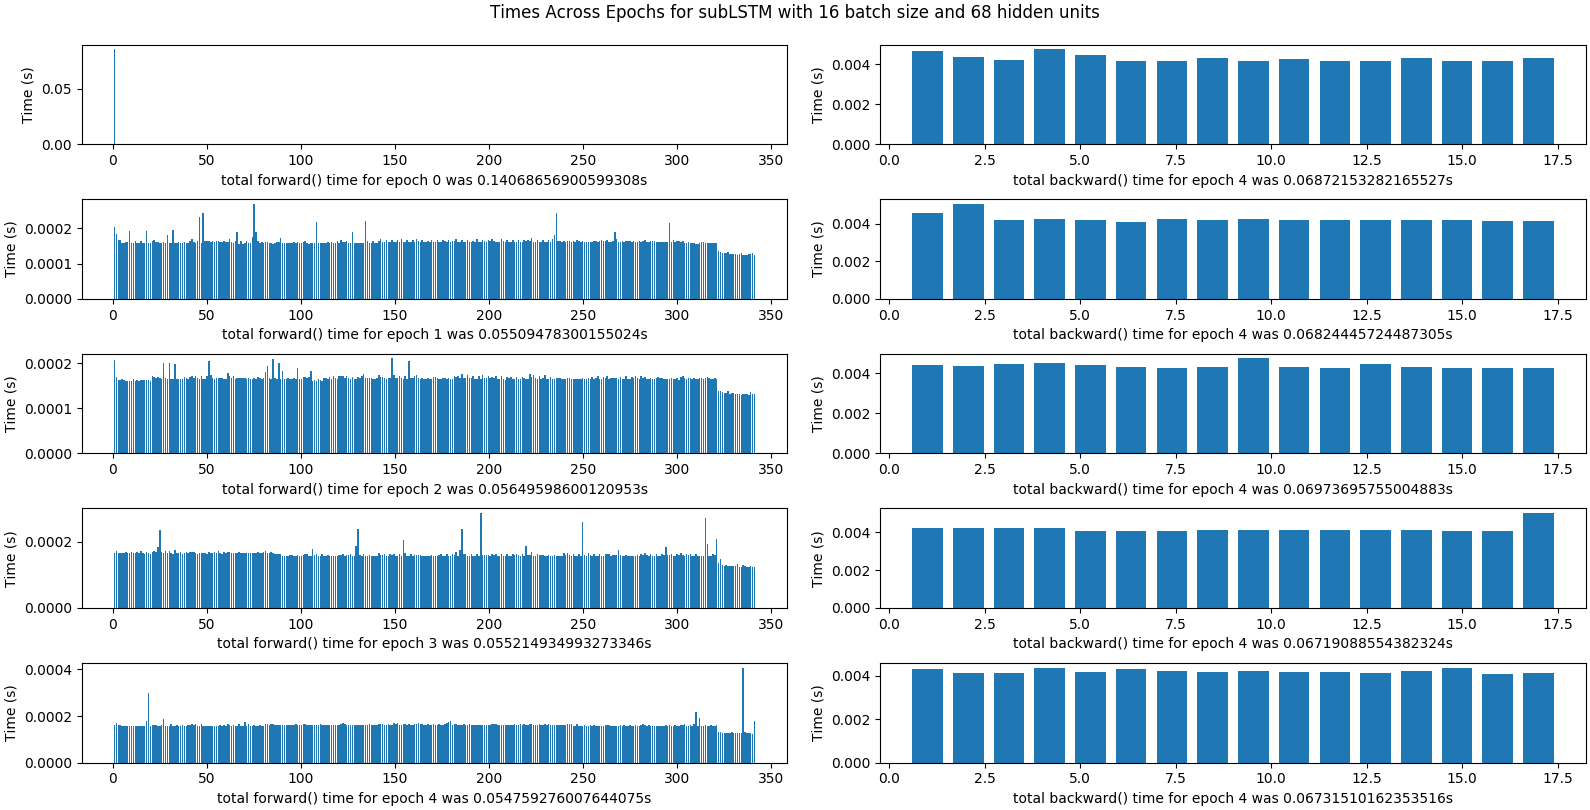 Times Across Epochs for subLSTM with 16 batch size and 68 hidden units
Time (s)
0.05
0.00
0 50 100 150 200 250 300 350
total forward() time for epoch 0 was 0.14068656900599308s
Time (s)
0.004
0.002
0.000
0.0 2.5 5.0 7.5 10.0 12.5 15.0 17.5
total backward() time for epoch 4 was 0.06872153282165527s
Time (s)
0.0002
0.0001
0.0000
0 50 100 150 200 250 300 350
total forward() time for epoch 1 was 0.05509478300155024s
Time (s)
0.004
0.002
0.000
0.0 2.5 5.0 7.5 10.0 12.5 15.0 17.5
total backward() time for epoch 4 was 0.06824445724487305s
Time (s)
0.0002
0.0001
0.0000
0 50 100 150 200 250 300 350
total forward() time for epoch 2 was 0.05649598600120953s
Time (s)
0.004
0.002
0.000
0.0 2.5 5.0 7.5 10.0 12.5 15.0 17.5
total backward() time for epoch 4 was 0.06973695755004883s
Time (s)
0.0002
0.0000
0 50 100 150 200 250 300 350
total forward() time for epoch 3 was 0.055214934993273346s
Time (s)
0.004
0.002
0.000
0.0 2.5 5.0 7.5 10.0 12.5 15.0 17.5
total backward() time for epoch 4 was 0.06719088554382324s
Time (s)
0.0004
0.0002
0.0000
0 50 100 150 200 250 300 350
total forward() time for epoch 4 was 0.054759276007644075s
Time (s)
0.004
0.002
0.000
0.0 2.5 5.0 7.5 10.0 12.5 15.0 17.5
total backward() time for epoch 4 was 0.06731510162353516s